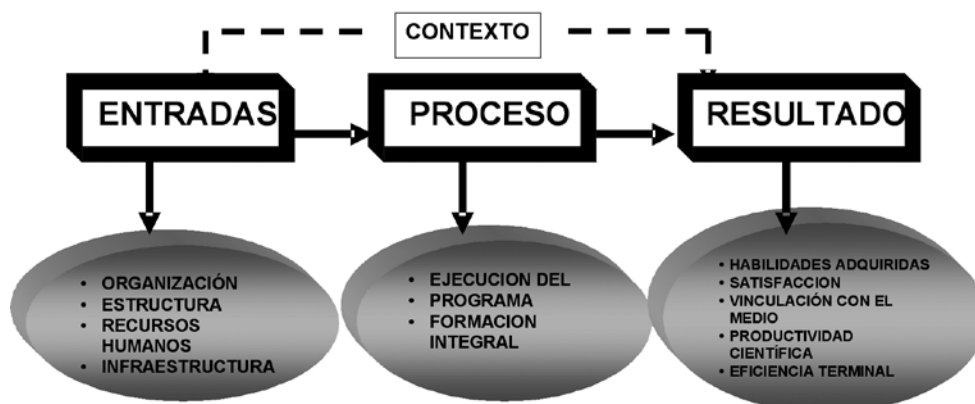 CONTEXTO
ENTRADAS
PROCESO
RESULTADO
• ORGANIZACIÓN
• ESTRUCTURA
• RECURSOS
HUMANOS
• INFRAESTRUCTURA
• EJECUCION DEL
• PROGRAMA
• FORMACION
INTEGRAL
• HABILIDADES ADQUIRIDAS
• SATISFACCION
• VINCULACIÓN CON EL
MEDIO
• PRODUCTIVIDAD
CIENTÍFICA
• EFICIENCIA TERMINAL